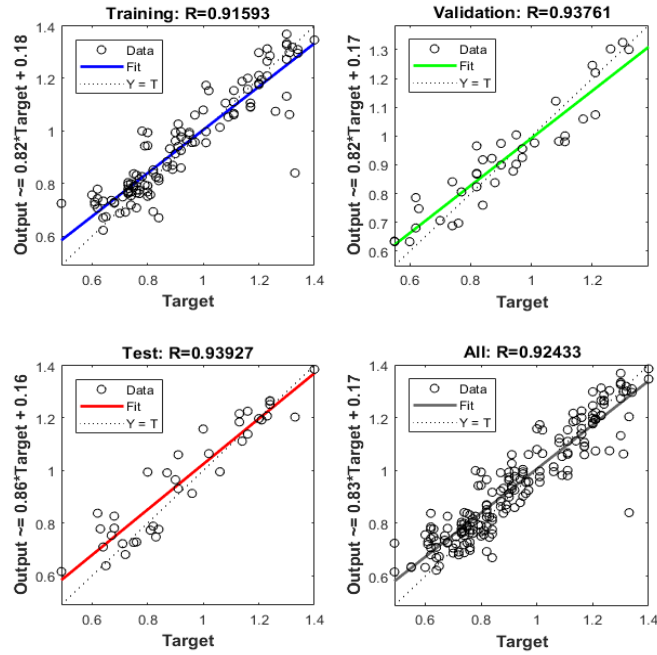 Training: R=0.91593
Output ~= 0.82*Target + 0.18
1.4
1.2
1
0.8
0.6
Data
Fit
Y = T
0.6 0.8 1 1.2 1.4
Target
Validation: R=0.93761
Output ~= 0.82*Target + 0.17
1.3
1.2
1.1
1
0.9
0.8
0.7
0.6
Data
Fit
Y = T
0.6 0.8 1 1.2
Target
Test: R=0.93927
Output ~= 0.86*Target + 0.16
1.4
1.2
1
0.8
0.6
Data
Fit
Y = T
0.6 0.8 1 1.2 1.4
Target
All: R=0.92433
Output ~= 0.83*Target + 0.17
1.4
1.2
1
0.8
0.6
Data
Fit
Y = T
0.6 0.8 1 1.2 1.4
Target